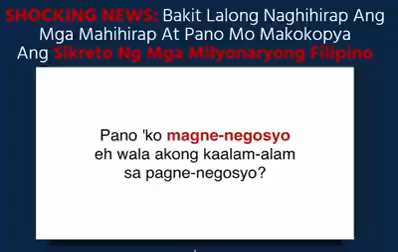 SHOCKING NEWS: Bakit Lalong Naghihirap Ang
Mga Mahihirap At Pano Mo Makokopya
Ang Sikreto Ng Mga Milyonaryong Filipino
Pano 'ko magne-negosyo
eh wala akong kaalam-alam
sa pagne-negosyo?